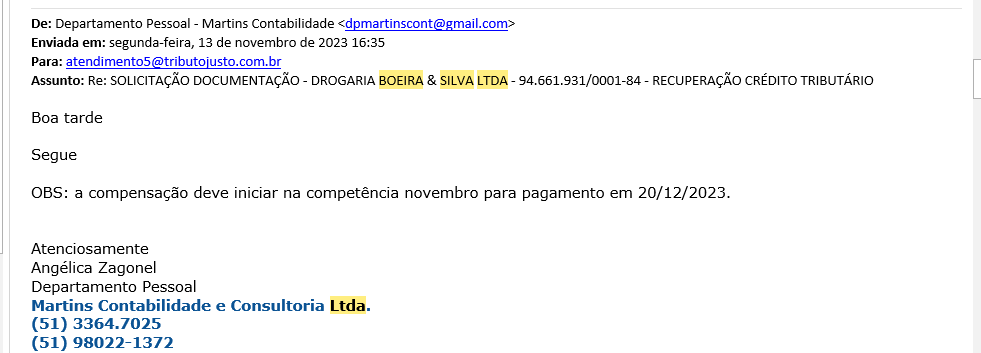 De: Departamento Pessoal - Martins Contabilidade <dpmartinscont@gmail.com>
Enviada em: segunda-feira, 13 de novembro de 2023 16:35
Para: atendimento5@tributojusto.com.br
Assunto: Re: SOLICITAÇÃO DOCUMENTAÇÃO - DROGARIA BOEIRA & SILVA LTDA - 94.661.931/0001-84 - RECUPERAÇÃO CRÉDITO TRIBUTÁRIO
Boa tarde
Segue
OBS: a compensação deve iniciar na competência novembro para pagamento em 20/12/2023.
Atenciosamente
Angélica Zagonel
Departamento Pessoal
Martins Contabilidade e Consultoria Ltda.
(51) 3364.7025
(51) 98022-1372